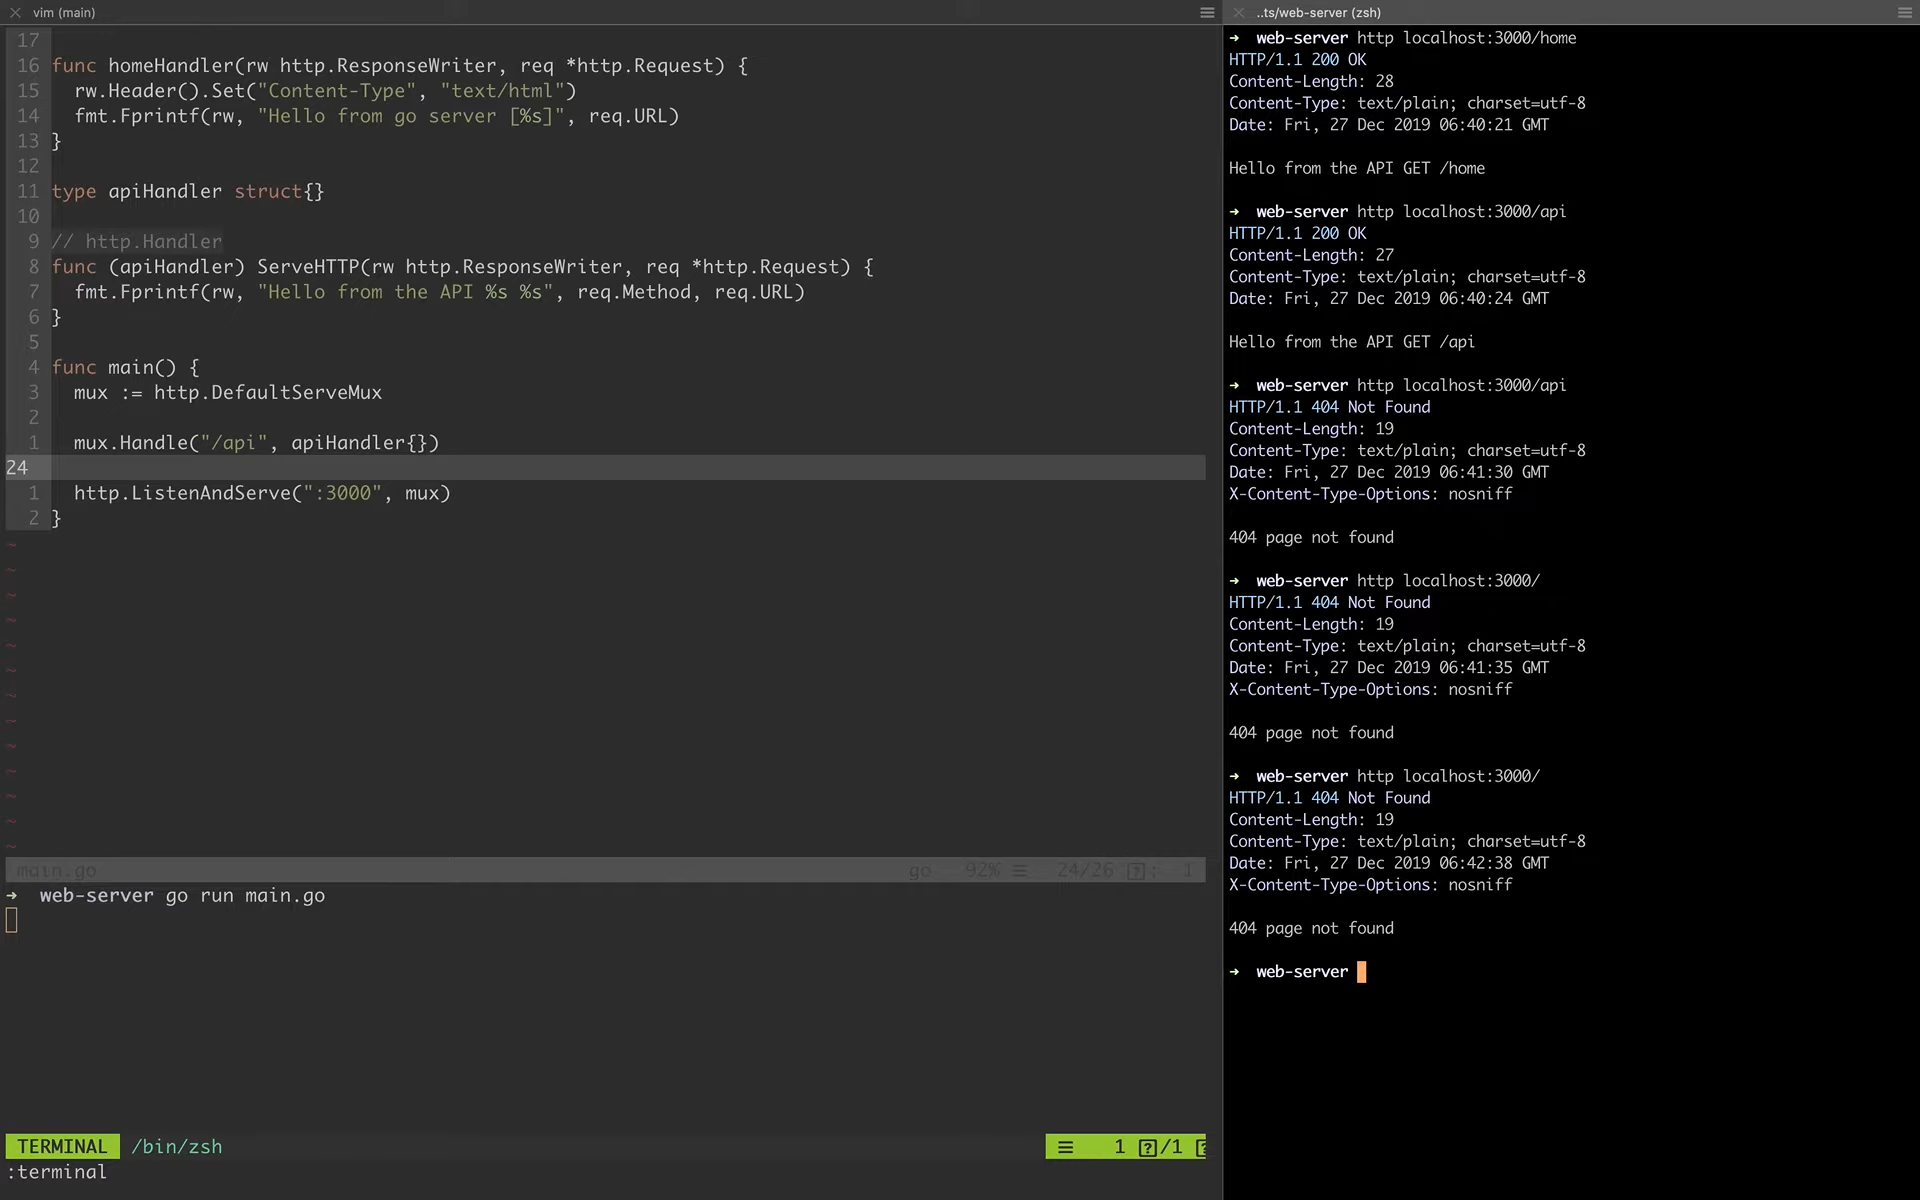 vim (main)
17
16 func homeHandler(rw http.ResponseWriter, req *http.Request) {
15 rw.Header().Set("Content-Type", "text/html")
14 fmt.Fprintf(rw, "Hello from go server [%s]", req.URL)
13 }
12
11 type apiHandler struct{}
10
9 // http.Handler
8 func (apiHandler) ServeHTTP(rw http.ResponseWriter, req *http.Request) {
7 fmt.Fprintf(rw, "Hello from the API %s %s", req.Method, req.URL)
6 }
5
4 func main() {
3 mux := http.DefaultServeMux
2
1 mux.Handle("/api", apiHandler{})
24
1 http.ListenAndServe(":3000", mux)
2 }
~
~
~
~
~
~
~
~
~
~
~
~
~
main.go go 92% ☰ 24/26 : 1
➜ web-server go run main.go
TERMINAL /bin/zsh ☰ 1 /1
:terminal
..ts/web-server (zsh)
➜ web-server http localhost:3000/home
HTTP/1.1 200 OK
Content-Length: 28
Content-Type: text/plain; charset=utf-8
Date: Fri, 27 Dec 2019 06:40:21 GMT
Hello from the API GET /home
➜ web-server http localhost:3000/api
HTTP/1.1 200 OK
Content-Length: 27
Content-Type: text/plain; charset=utf-8
Date: Fri, 27 Dec 2019 06:40:24 GMT
Hello from the API GET /api
➜ web-server http localhost:3000/api
HTTP/1.1 404 Not Found
Content-Length: 19
Content-Type: text/plain; charset=utf-8
Date: Fri, 27 Dec 2019 06:41:30 GMT
X-Content-Type-Options: nosniff
404 page not found
➜ web-server http localhost:3000/
HTTP/1.1 404 Not Found
Content-Length: 19
Content-Type: text/plain; charset=utf-8
Date: Fri, 27 Dec 2019 06:41:35 GMT
X-Content-Type-Options: nosniff
404 page not found
➜ web-server http localhost:3000/
HTTP/1.1 404 Not Found
Content-Length: 19
Content-Type: text/plain; charset=utf-8
Date: Fri, 27 Dec 2019 06:42:38 GMT
X-Content-Type-Options: nosniff
404 page not found
➜ web-server